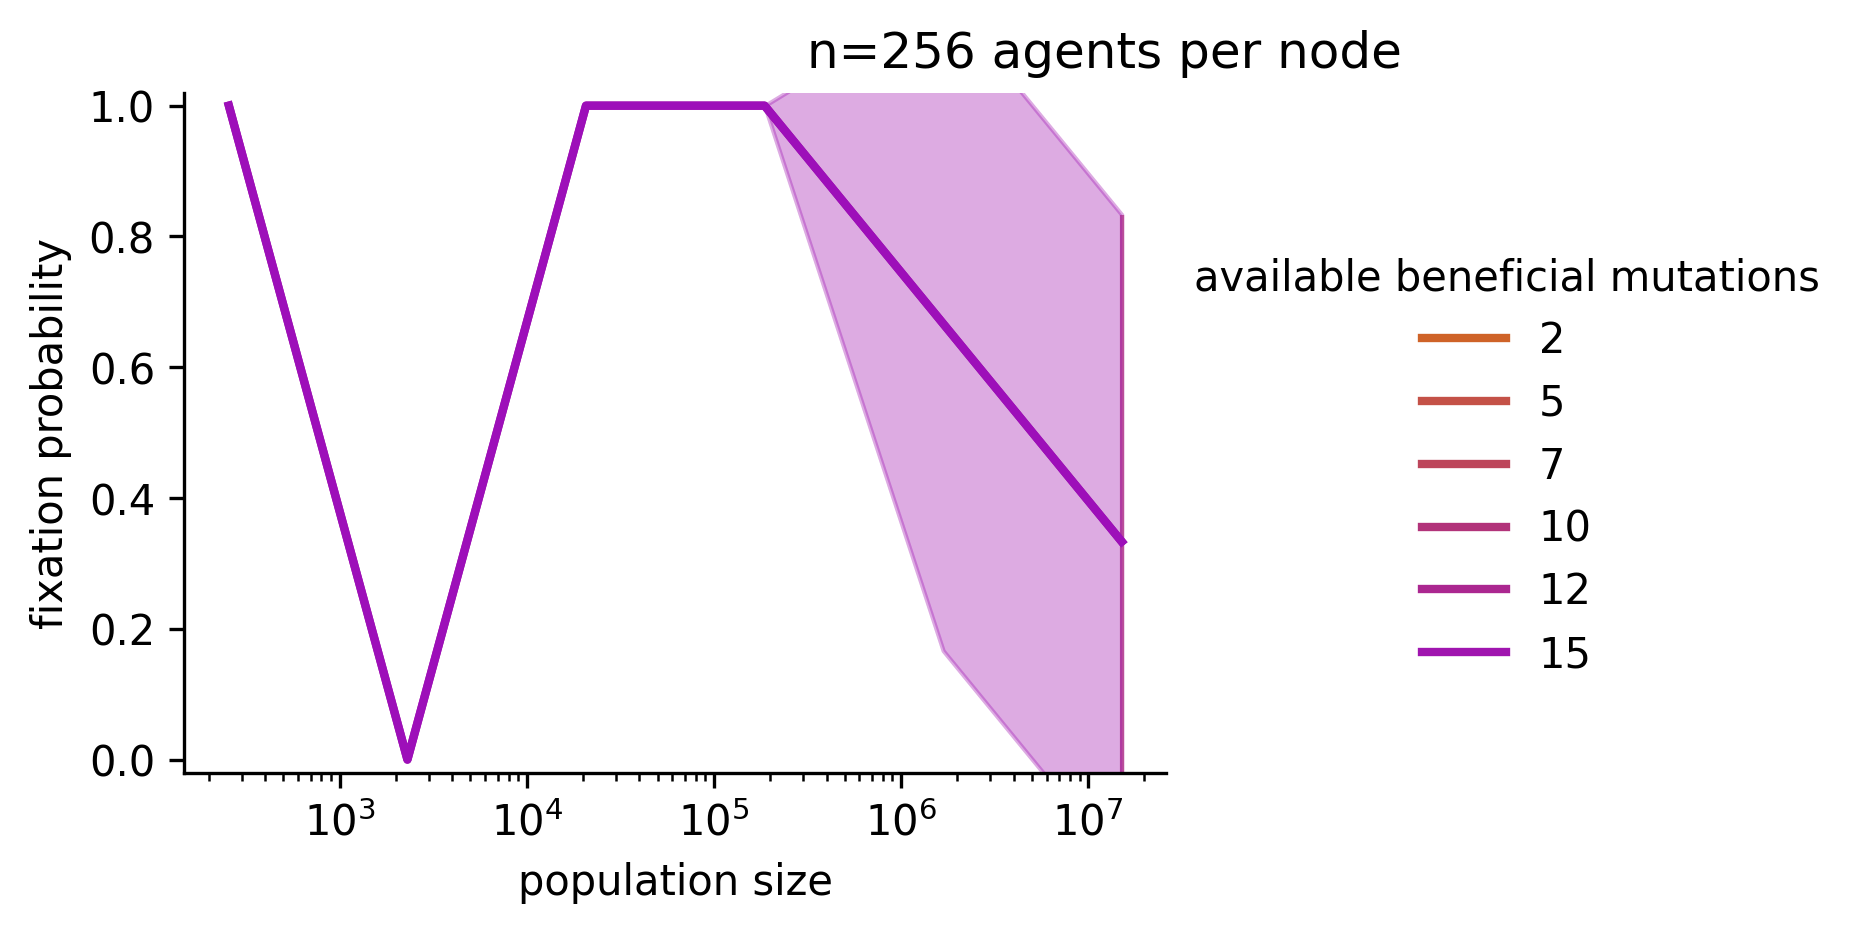 n=256 agents per node
fixation probability
1.0
0.8
0.6
0.4
0.2
0.0
10³ 10⁴ 10⁵ 10⁶ 10⁷
population size
available beneficial mutations
2
5
7
10
12
15